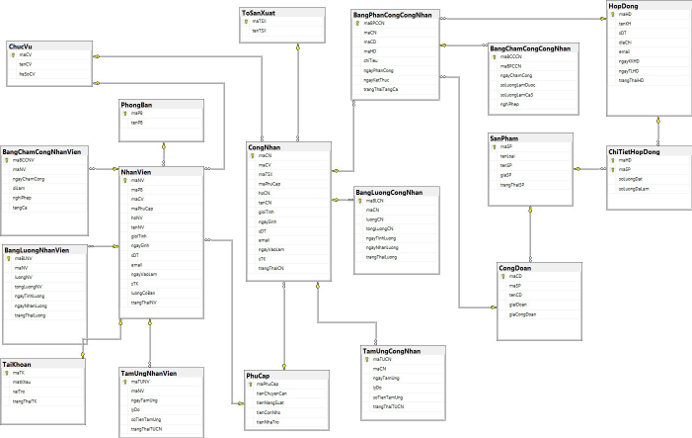 ChucVu
maCV
tenCV
heSoCV
ToSanXuat
maTSX
tenTSX
BangPhanCongCongNhan
maBPCCN
maCN
maCD
maHD
chiTieu
ngayPhanCong
ngayKetThuc
trangThaiTangCa
HopDong
maHD
tenKH
sDT
diaChi
email
ngayKiHD
ngayTLHD
trangThaiHD
BangChamCongCongNhan
maBCCCN
maBPCCN
ngayChamCong
soLuongLamDuoc
soLuongLamCa3
nghiPhep
PhongBan
maPB
tenPB
BangChamCongNhanVien
maBCCNV
maNV
ngayChamCong
diLam
nghiPhep
tangCa
NhanVien
maNV
maPB
maCV
maPhuCap
hoNV
tenNV
gioiTinh
ngaySinh
sDT
email
ngayVaoLam
sTK
luongCoBan
trangThaiNV
CongNhan
maCN
maCV
maTSX
maPhuCap
hoCN
tenCN
gioiTinh
ngaySinh
sDT
email
ngayVaoLam
sTK
trangThaiCN
SanPham
maSP
tenLoai
tenSP
giaSP
trangThaiSP
ChiTietHopDong
maHD
maSP
soLuongDat
soLuongDaLam
BangLuongCongNhan
maBLCN
maCN
luongCN
tongLuongCN
ngayTinhLuong
ngayNhanLuong
trangThaiLuong
BangLuongNhanVien
maBLNV
maNV
luongNV
tongLuongNV
ngayTinhLuong
ngayNhanLuong
trangThaiLuong
CongDoan
maCD
maSP
tenCD
giaiDoan
giaCongDoan
TaiKhoan
maTK
matKhau
vaiTro
trangThaiTK
TamUngNhanVien
maTUNV
maNV
ngayTamUng
lyDo
soTienTamUng
trangThaiTUCN
PhuCap
maPhuCap
tienChuyenCan
tienNangSuat
tienConNho
tienNhaTro
TamUngCongNhan
maTUCN
maCN
ngayTamUng
lyDo
soTienTamUng
trangThaiTUCN